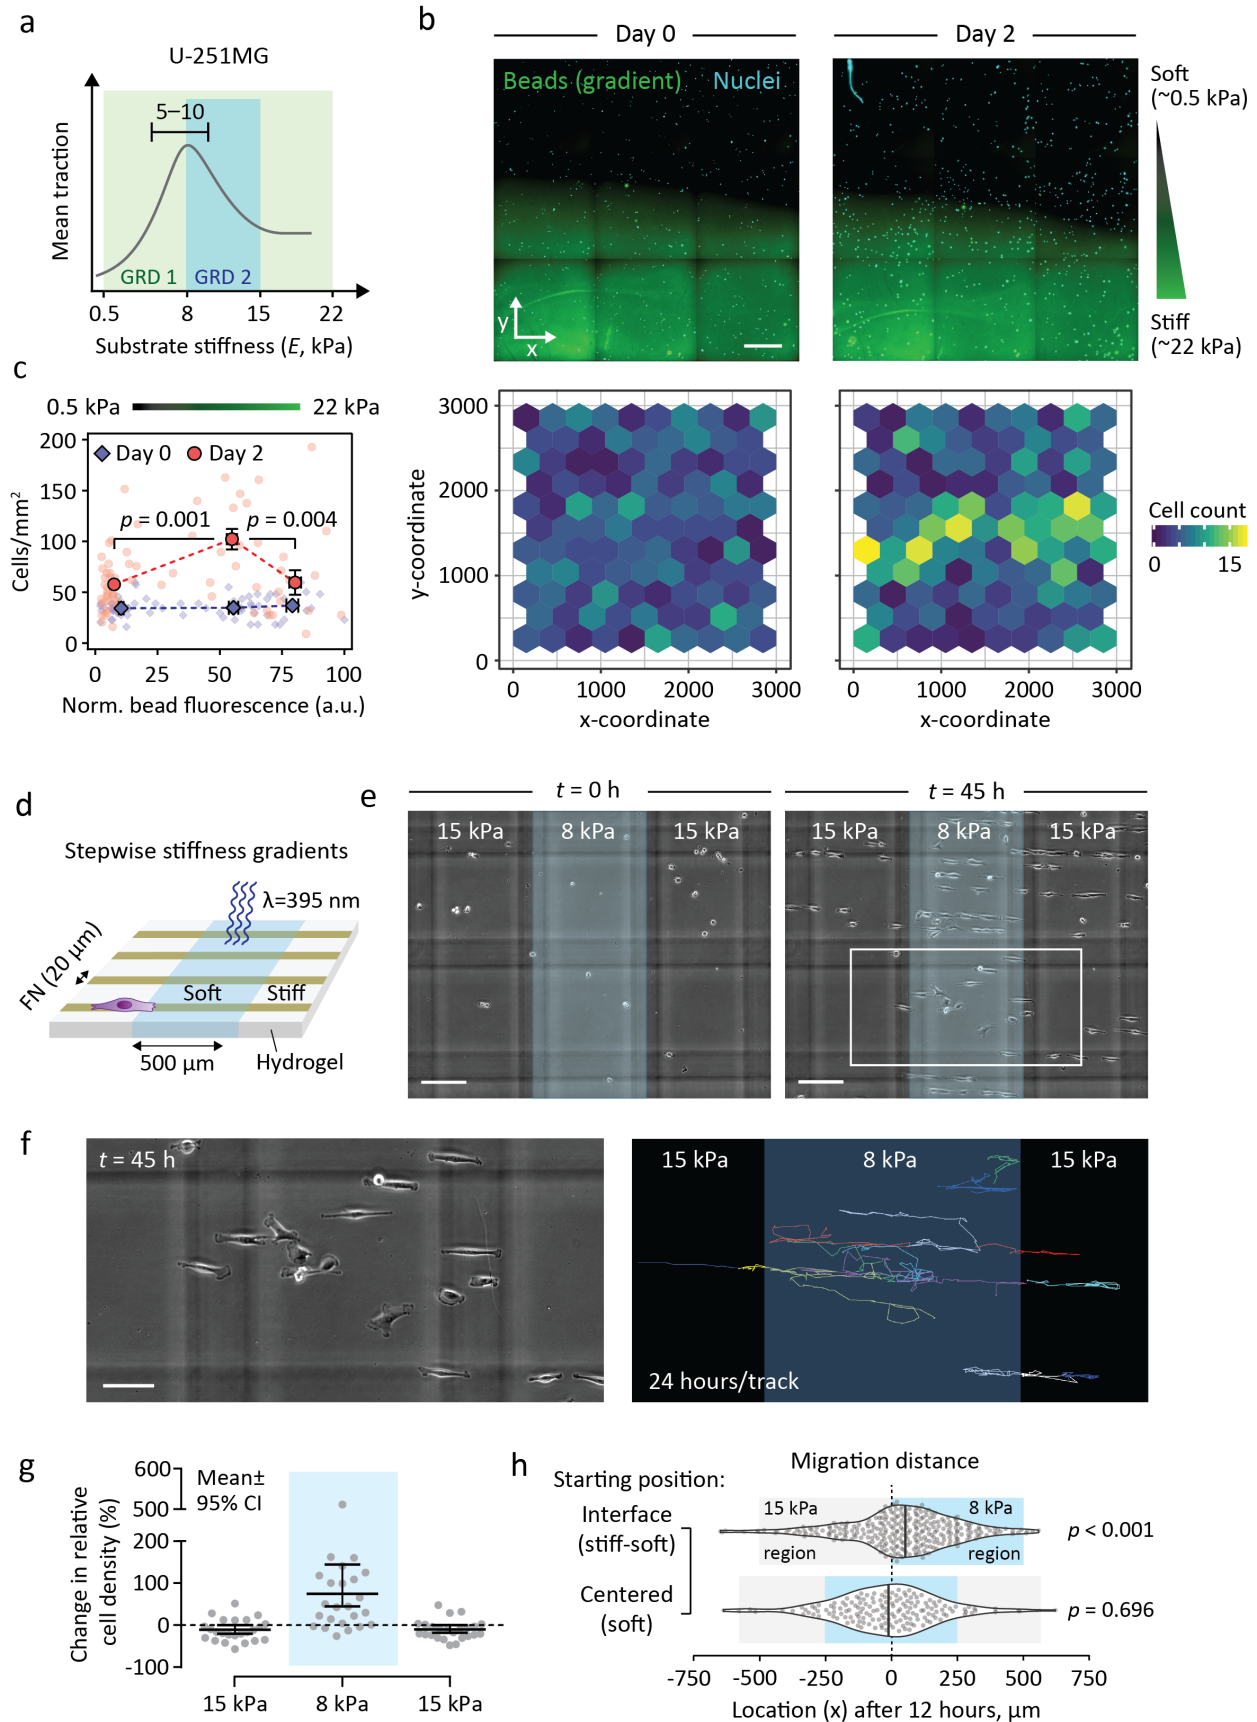 a
U-251MG
Mean traction
5–10
GRD 1
GRD 2
0.5
8
15
22
Substrate stiffness (E, kPa)
b
Day 0
Day 2
Beads (gradient)
Nuclei
y
x
Soft
(~0.5 kPa)
Stiff
(~22 kPa)
y-coordinate
3000
2000
1000
0
0
1000
2000
3000
x-coordinate
0
1000
2000
3000
x-coordinate
Cell count
0
15
c
0.5 kPa
22 kPa
Cells/mm²
200
150
100
50
0
Day 0
Day 2
p = 0.001
p = 0.004
0
25
50
75
100
Norm. bead fluorescence (a.u.)
d
Stepwise stiffness gradients
λ=395 nm
FN (20 µm)
Soft
Stiff
500 µm
Hydrogel
e
t = 0 h
t = 45 h
15 kPa
8 kPa
15 kPa
15 kPa
8 kPa
15 kPa
f
t = 45 h
15 kPa
8 kPa
15 kPa
24 hours/track
g
Change in relative
cell density (%)
600
500
200
100
0
-100
Mean±
95% CI
15 kPa
8 kPa
15 kPa
h
Migration distance
Starting position:
Interface
(stiff-soft)
15 kPa
region
8 kPa
region
p < 0.001
Centered
(soft)
p = 0.696
-750
-500
-250
0
250
500
750
Location (x) after 12 hours, µm